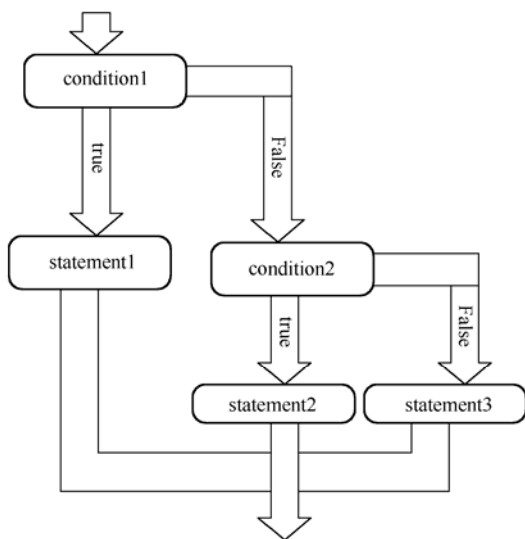 condition1
true
False
statement1
condition2
true
False
statement2
statement3